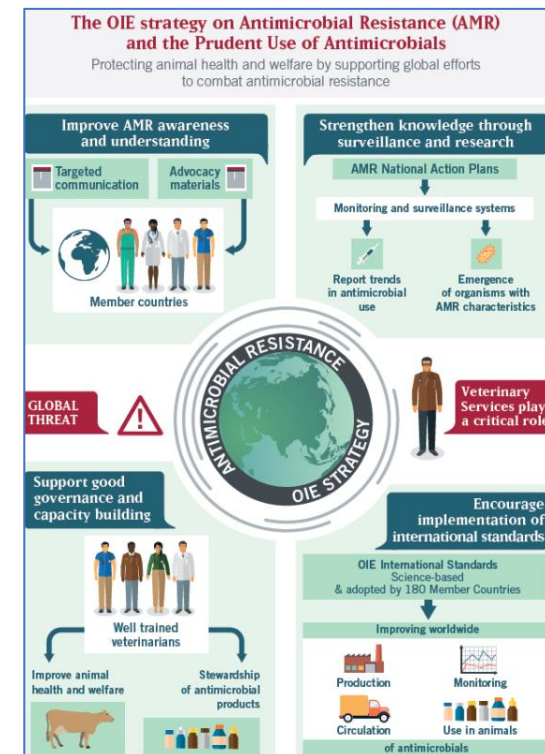 The OIE strategy on Antimicrobial Resistance (AMR)
and the Prudent Use of Antimicrobials
Protecting animal health and welfare by supporting global efforts
to combat antimicrobial resistance
Improve AMR awareness
and understanding
Targeted
communication
Advocacy
materials
Member countries
Strengthen knowledge through
surveillance and research
AMR National Action Plans
Monitoring and surveillance systems
Report trends
in antimicrobial
use
Emergence
of organisms with
AMR characteristics
GLOBAL
THREAT
ANTIMICROBIAL RESISTANCE
OIE STRATEGY
Veterinary
Services play
a critical role
Support good
governance and
capacity building
Well trained
veterinarians
Improve animal
health and welfare
Stewardship
of antimicrobial
products
Encourage
implementation of
international standards
OIE International Standards
Science-based
& adopted by 180 Member Countries
Improving worldwide
Production
Monitoring
Circulation
Use in animals
of antimicrobials